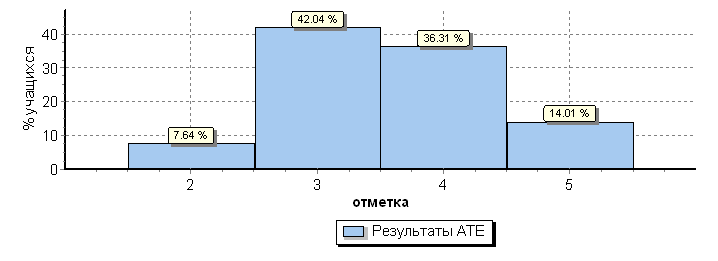 42.04 %
36.31 %
14.01 %
7.64 %
% учащихся
40
30
20
10
0
2 3 4 5
отметка
Результаты АТЕ